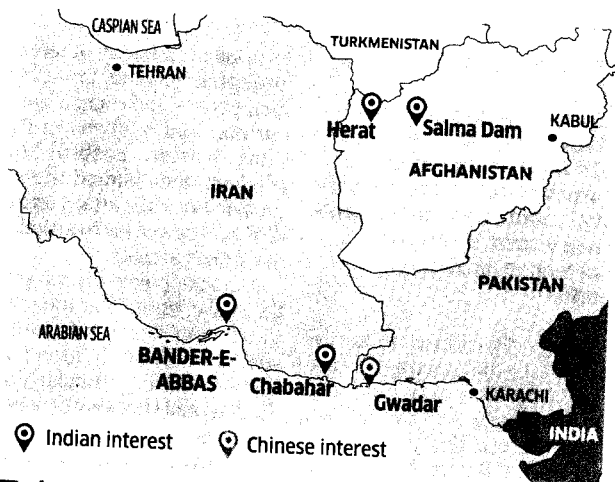 CASPIAN SEA
TEHRAN
TURKMENISTAN
Herat
Salma Dam
KABUL
AFGHANISTAN
IRAN
PAKISTAN
ARABIAN SEA
BANDER-E-
ABBAS
Chabahar
Gwadar
KARACHI
INDIA
Indian interest
Chinese interest